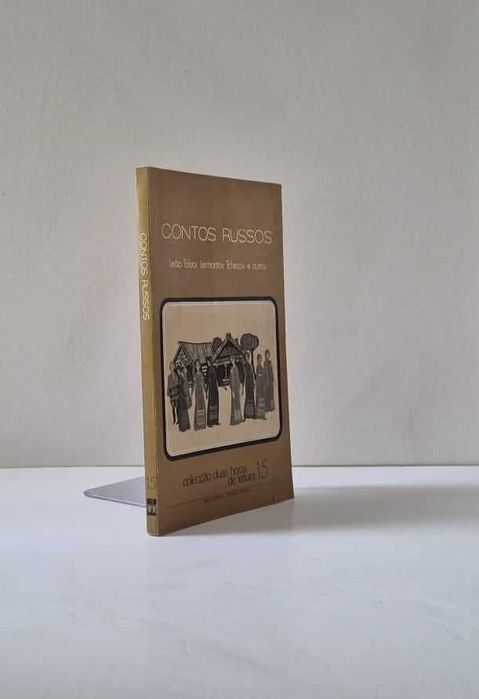 CONTOS RUSSOS
CONTOS RUSSOS
Leão Tolstoi, Lermontov, Tchecov e outros
colecção duas horas
de leitura 15
15